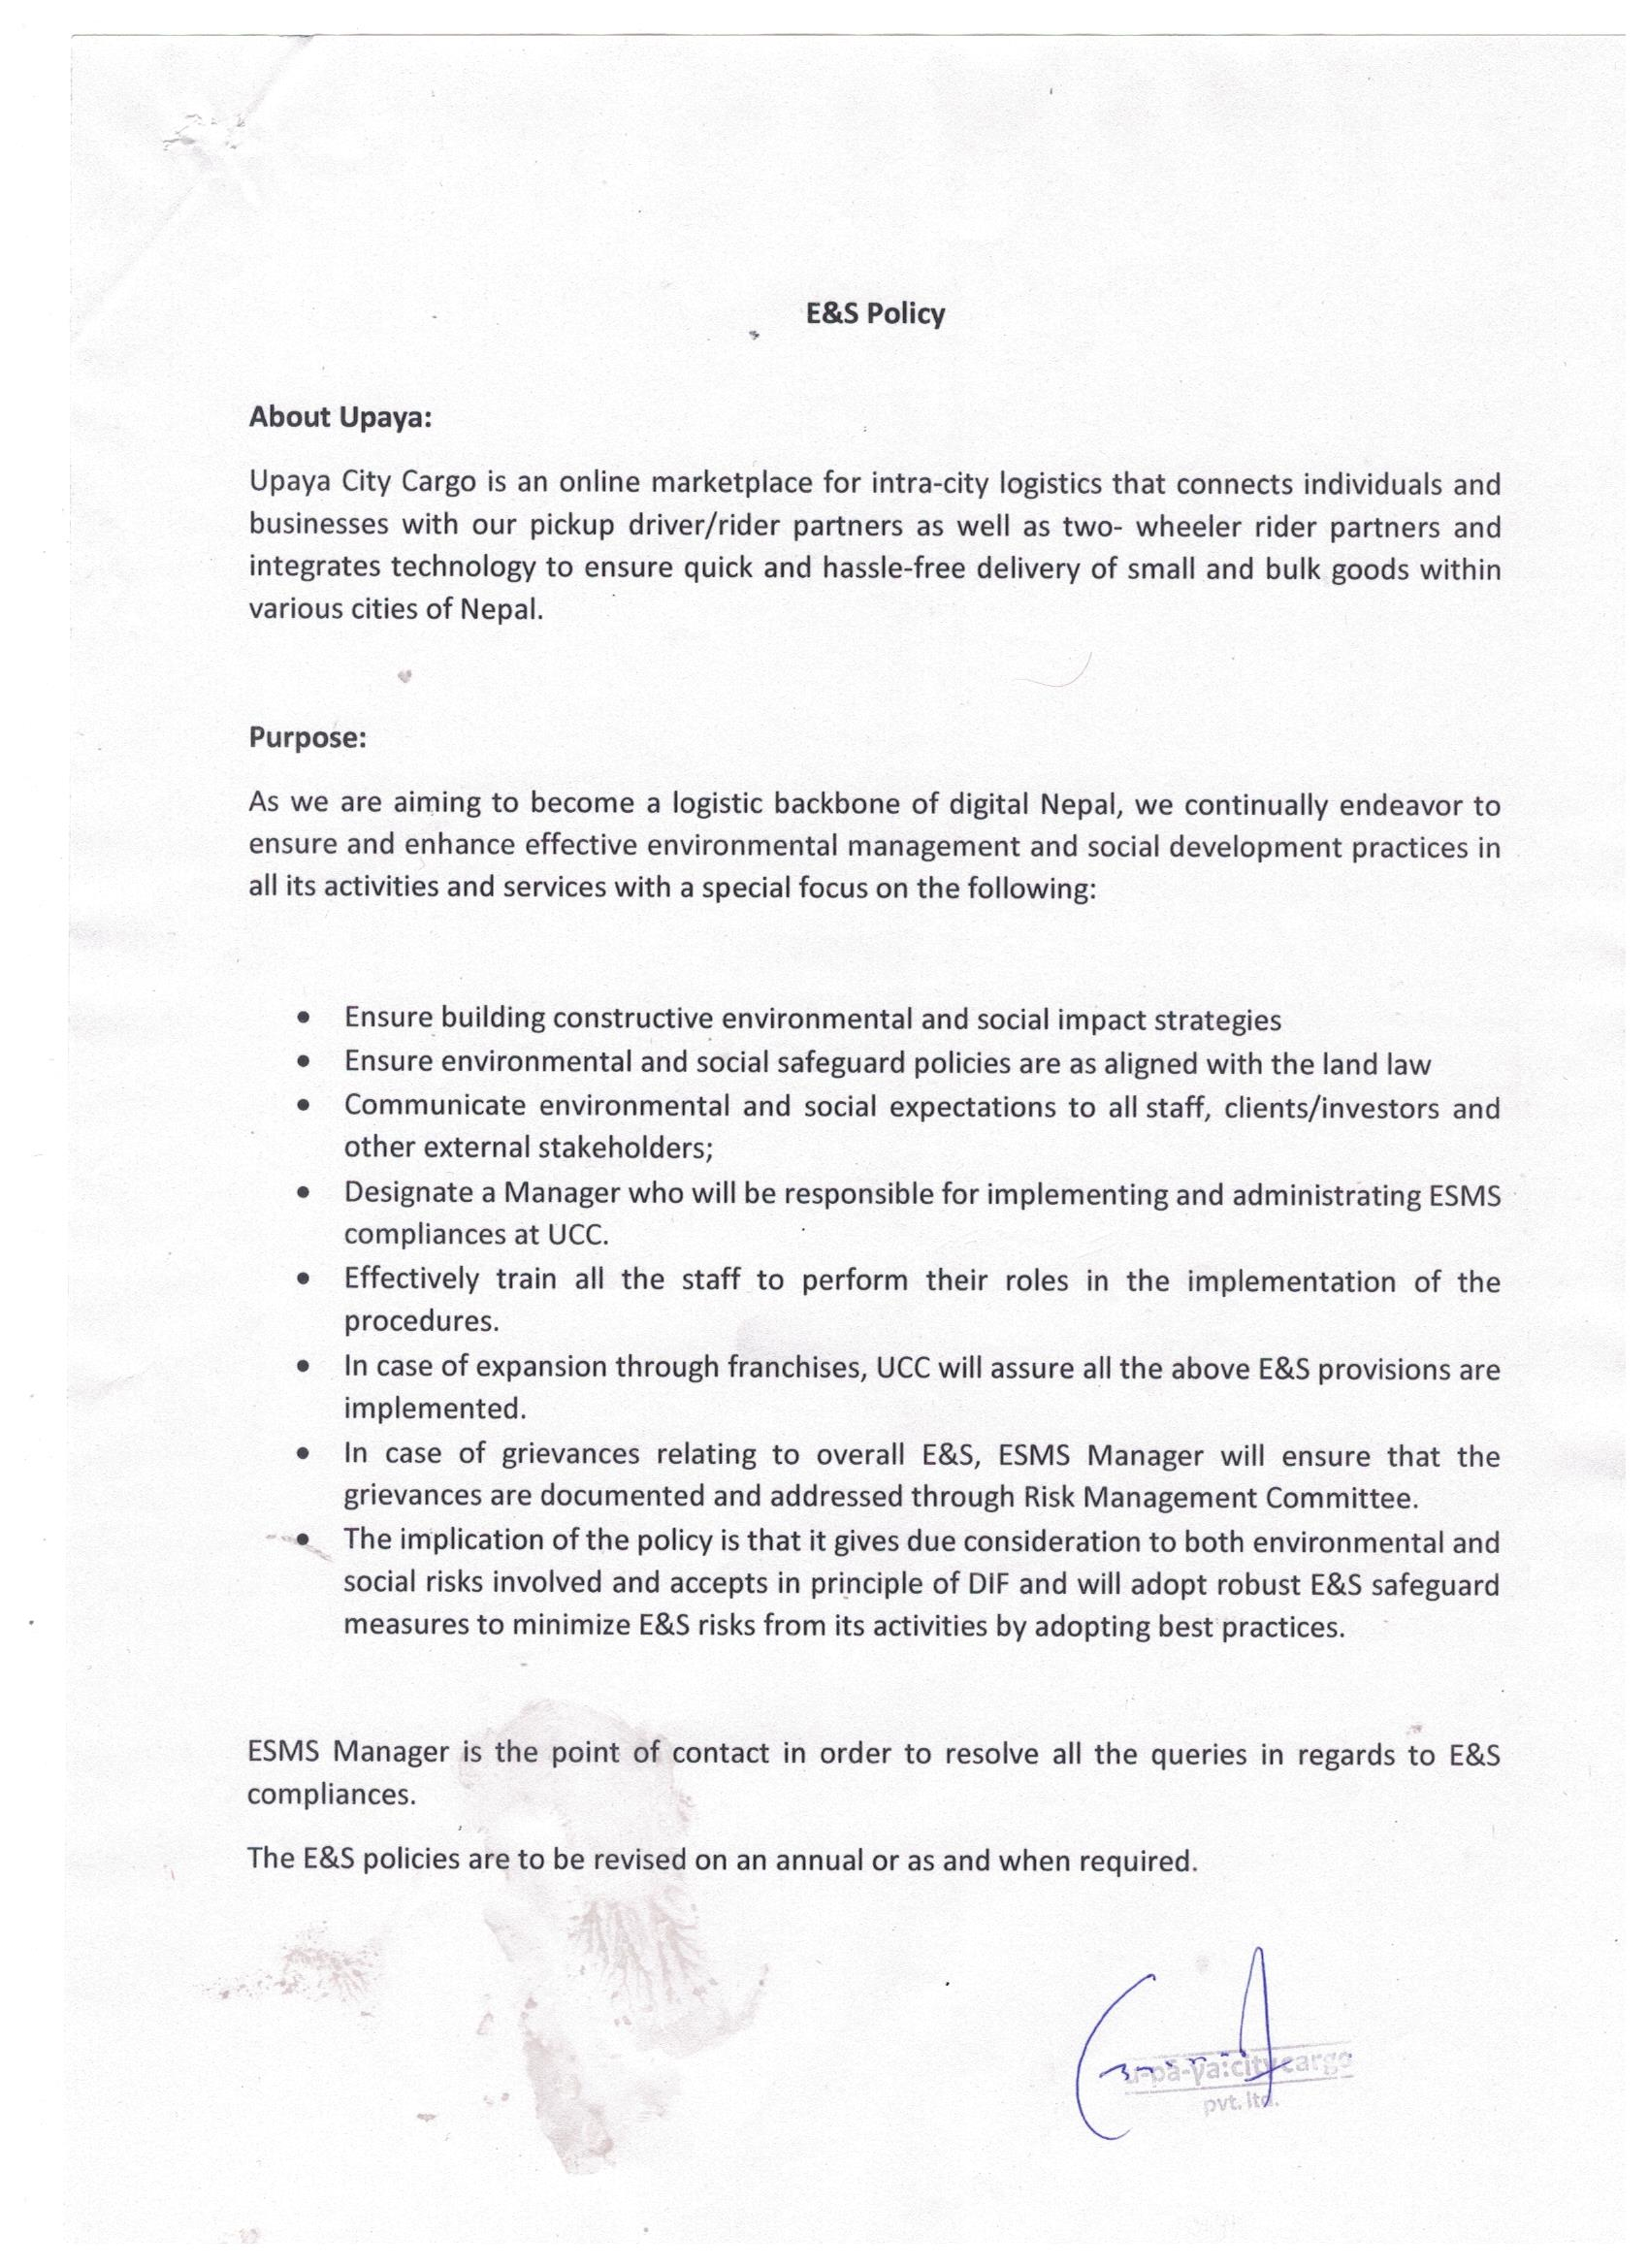 E&S Policy
About Upaya:
Upaya City Cargo is an online marketplace for intra-city logistics that connects individuals and
businesses with our pickup driver/rider partners as well as two- wheeler rider partners and
integrates technology to ensure quick and hassle-free delivery of small and bulk goods within
various cities of Nepal.
Purpose:
As we are aiming to become a logistic backbone of digital Nepal, we continually endeavor to
ensure and enhance effective environmental management and social development practices in
all its activities and services with a special focus on the following:
• Ensure building constructive environmental and social impact strategies
• Ensure environmental and social safeguard policies are as aligned with the land law
• Communicate environmental and social expectations to all staff, clients/investors and
other external stakeholders;
• Designate a Manager who will be responsible for implementing and administrating ESMS
compliances at UCC.
• Effectively train all the staff to perform their roles in the implementation of the
procedures.
• In case of expansion through franchises, UCC will assure all the above E&S provisions are
implemented.
• In case of grievances relating to overall E&S, ESMS Manager will ensure that the
grievances are documented and addressed through Risk Management Committee.
• The implication of the policy is that it gives due consideration to both environmental and
social risks involved and accepts in principle of DIF and will adopt robust E&S safeguard
measures to minimize E&S risks from its activities by adopting best practices.
ESMS Manager is the point of contact in order to resolve all the queries in regards to E&S
compliances.
The E&S policies are to be revised on an annual or as and when required.
u-pa-ya:citycargo
pvt. ltd.